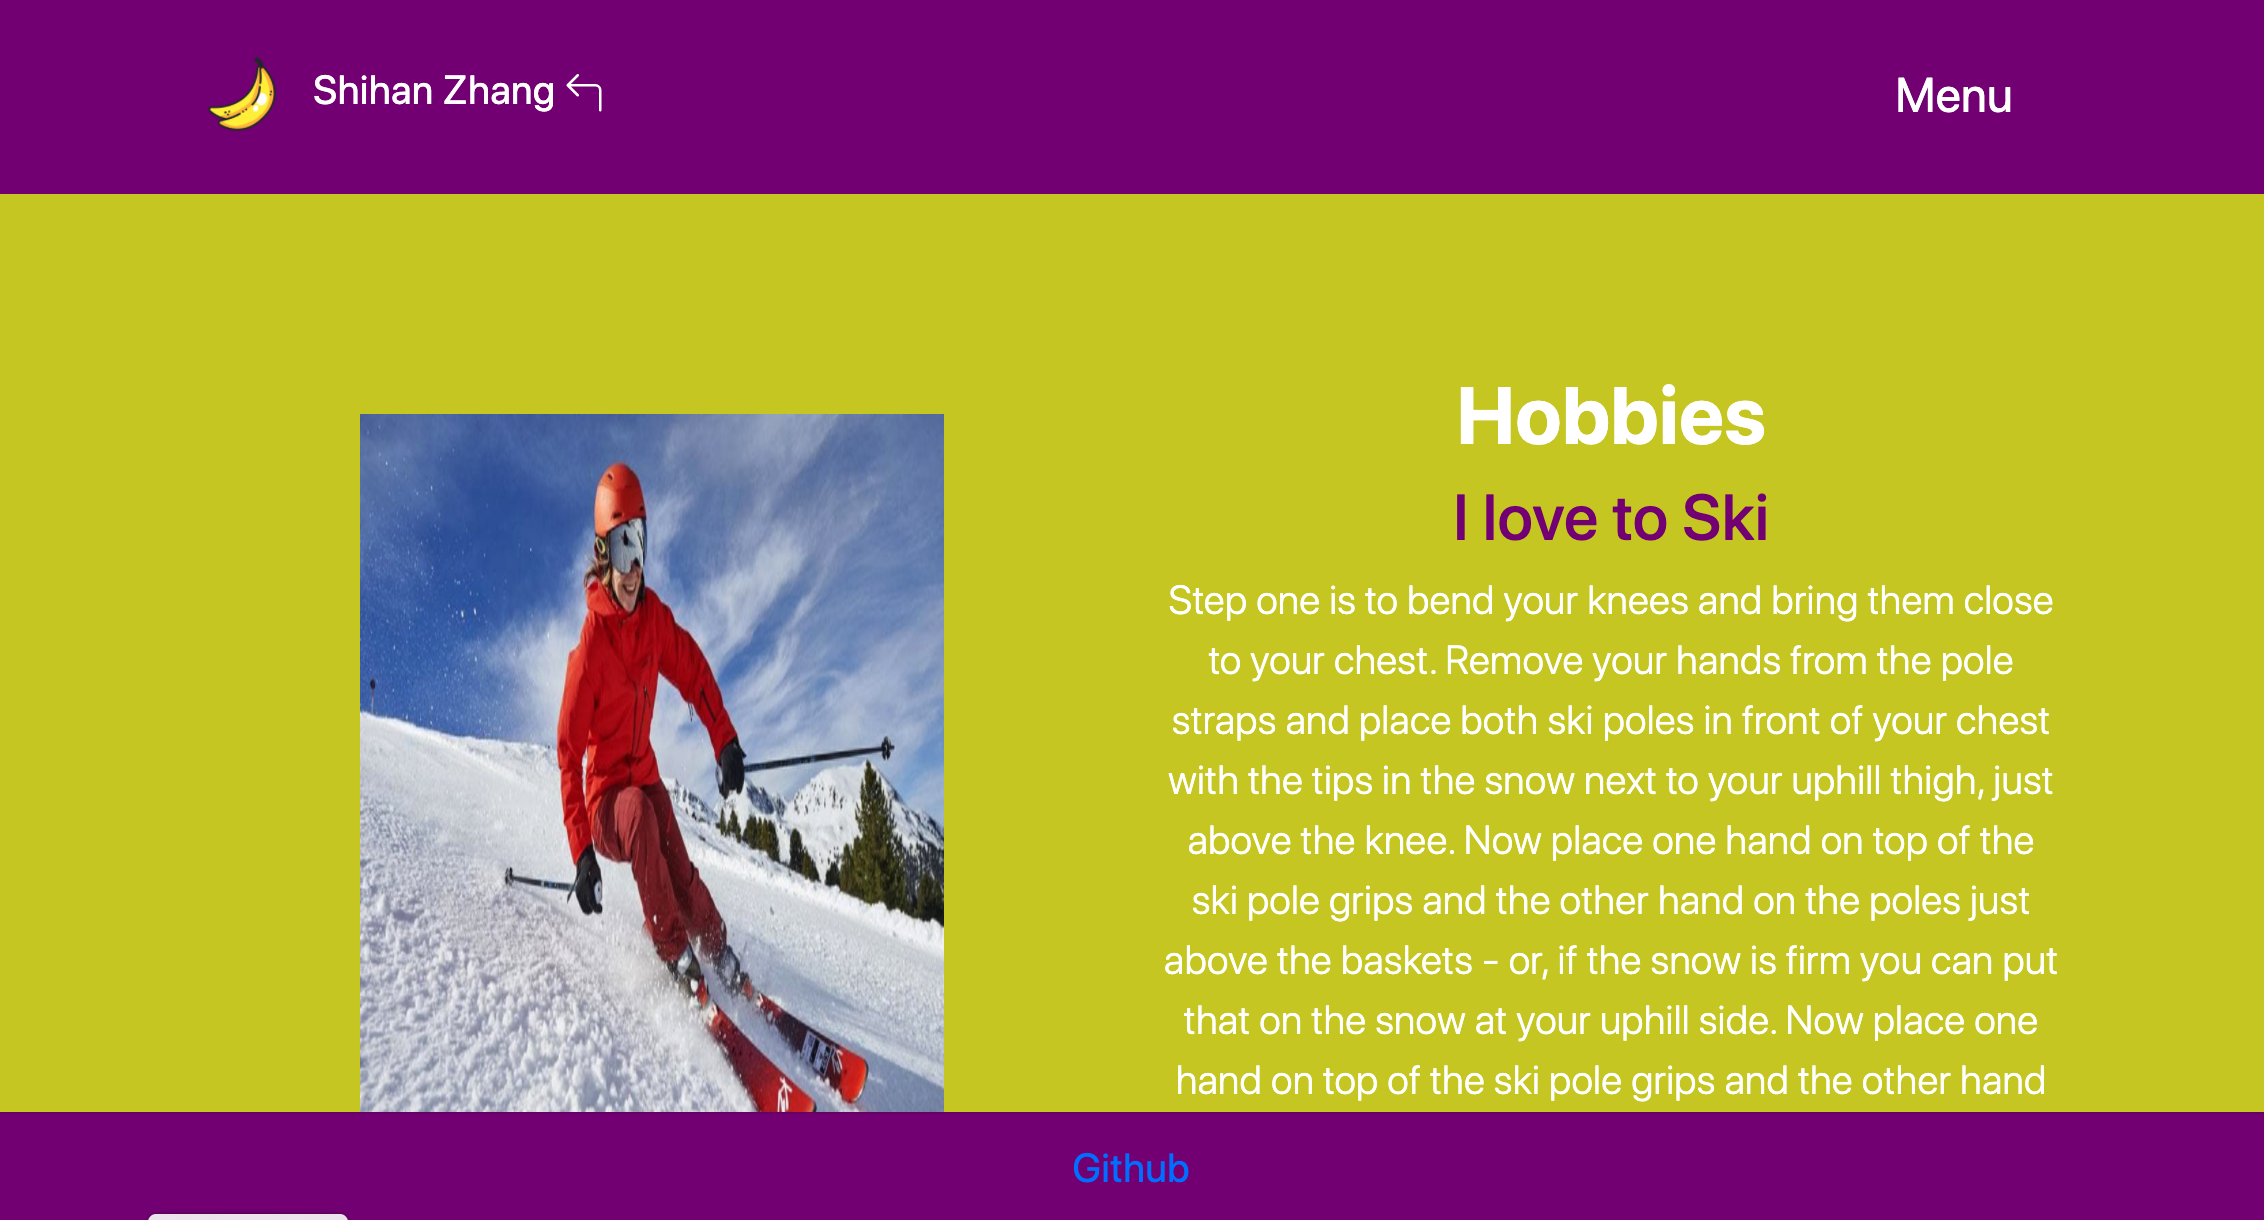 Shihan Zhang
Menu
Hobbies
I love to Ski
Step one is to bend your knees and bring them close
to your chest. Remove your hands from the pole
straps and place both ski poles in front of your chest
with the tips in the snow next to your uphill thigh, just
above the knee. Now place one hand on top of the
ski pole grips and the other hand on the poles just
above the baskets - or, if the snow is firm you can put
that on the snow at your uphill side. Now place one
hand on top of the ski pole grips and the other hand
Github